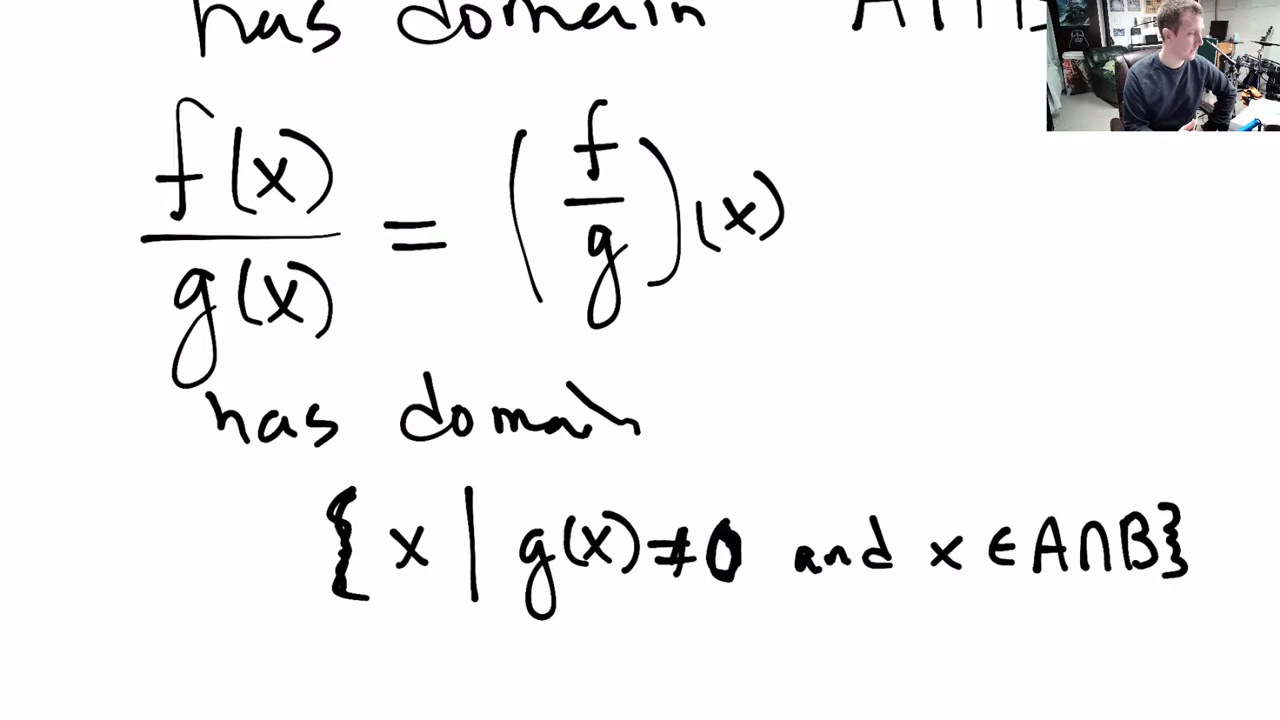 has domain A∩B
f(x)/g(x) = (f/g)(x)
has domain
{ x | g(x)≠0 and x ∈ A∩B}